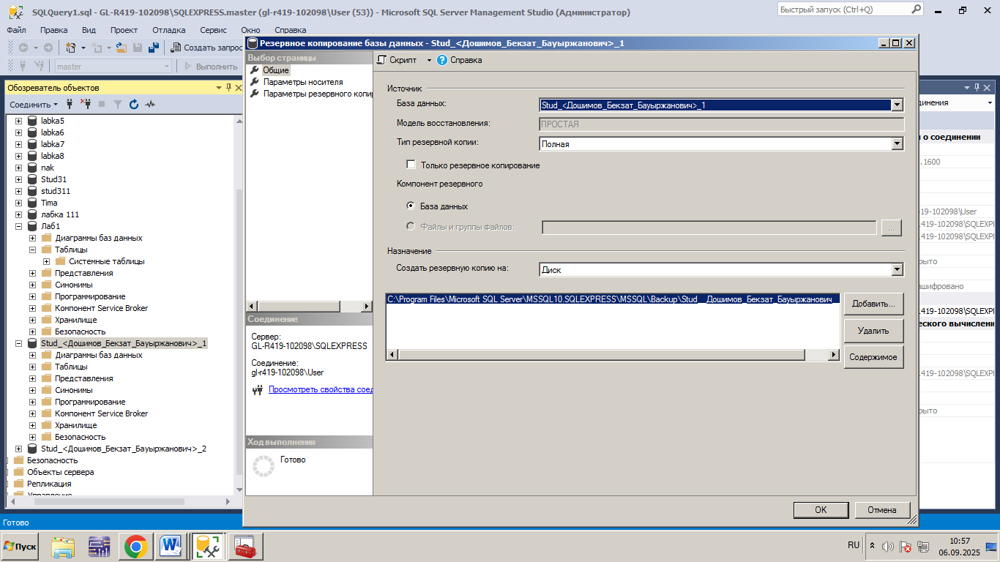 SQLQuery1.sql - GL-R419-102098\SQLEXPRESS.master (gl-r419-102098\User (53)) - Microsoft SQL Server Management Studio (Администратор)
Быстрый запуск (Ctrl+Q)
Файл Правка Вид Проект Отладка Сервис Окно Справка
Создать запрос
master
Выполнить
Обозреватель объектов
Соединить
labka5
labka6
labka7
labka8
nak
Stud31
stud311
Tima
лабка 111
Лаб1
Диаграммы баз данных
Таблицы
Системные таблицы
Представления
Синонимы
Программирование
Компонент Service Broker
Хранилище
Безопасность
Stud_<Дошимов_Бекзат_Бауыржанович>_1
Диаграммы баз данных
Таблицы
Представления
Синонимы
Программирование
Компонент Service Broker
Хранилище
Безопасность
Stud_<Дошимов_Бекзат_Бауыржанович>_2
Безопасность
Объекты сервера
Репликация
Управление
Резервное копирование базы данных - Stud_<Дошимов_Бекзат_Бауыржанович>_1
Выбор страницы
Общие
Параметры носителя
Параметры резервного копи
Соединение
Сервер:
GL-R419-102098\SQLEXPRESS
Соединение:
gl-r419-102098\User
Просмотреть свойства соед
Ход выполнения
Готово
Скрипт Справка
Источник
База данных: Stud_<Дошимов_Бекзат_Бауыржанович>_1
Модель восстановления: ПРОСТАЯ
Тип резервной копии: Полная
Только резервное копирование
Компонент резервного
База данных
Файлы и группы файлов: ...
Назначение
Создать резервную копию на: Диск
C:\Program Files\Microsoft SQL Server\MSSQL10.SQLEXPRESS\MSSQL\Backup\Stud__Дошимов_Бекзат_Бауыржанович_
Добавить...
Удалить
Содержимое
OK Отмена
динения
о соединении
.1600
19-102098\User
419-102098\SQLEXPI
419-102098\SQLEXPI
рыто
ашифровано
419-102098\SQLEXPI
еского вычислени
419-102098\SQLEXPI
рыто
Готово
Пуск
RU
10:57
06.09.2025